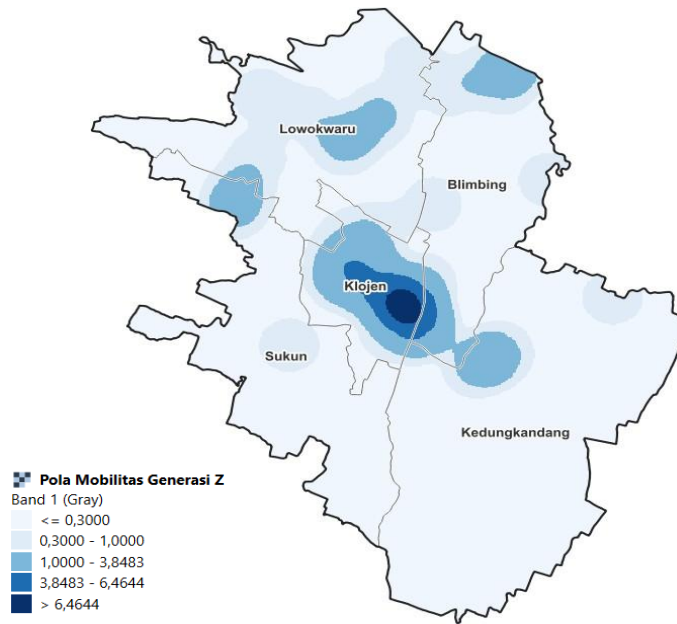 Lowokwaru
Blimbing
Klojen
Sukun
Kedungkandang
Pola Mobilitas Generasi Z
Band 1 (Gray)
<= 0,3000
0,3000 - 1,0000
1,0000 - 3,8483
3,8483 - 6,4644
> 6,4644